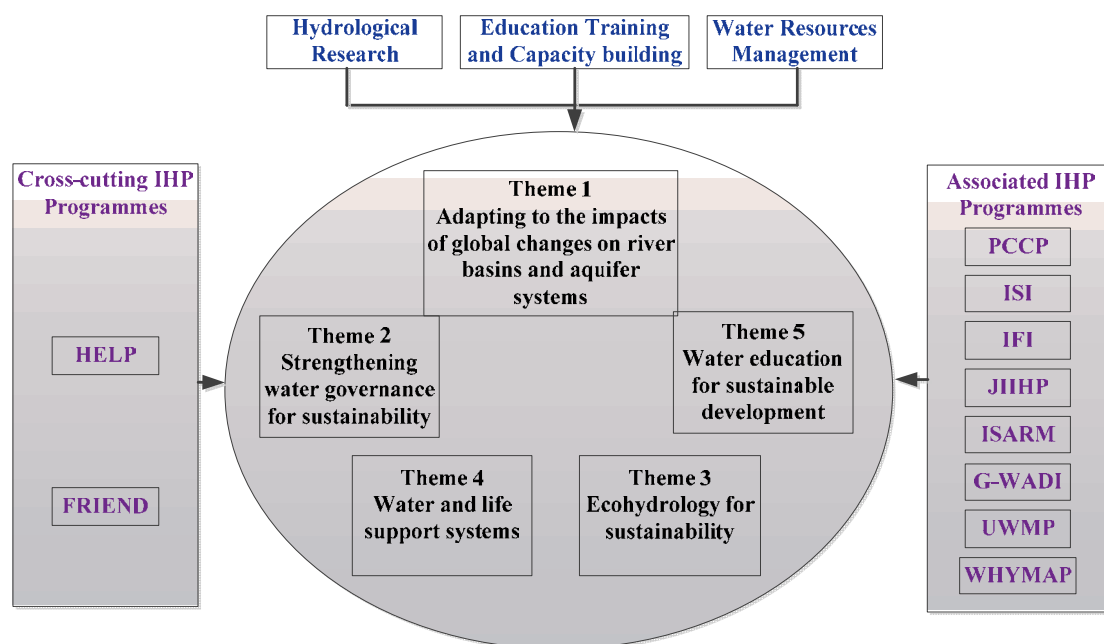 Hydrological
Research
Education Training
and Capacity building
Water Resources
Management
Cross-cutting IHP
Programmes
HELP
FRIEND
Theme 1
Adapting to the impacts
of global changes on river
basins and aquifer
systems
Theme 2
Strengthening
water governance
for sustainability
Theme 5
Water education
for sustainable
development
Theme 4
Water and life
support systems
Theme 3
Ecohydrology for
sustainability
Associated IHP
Programmes
PCCP
ISI
IFI
JIIHP
ISARM
G-WADI
UWMP
WHYMAP